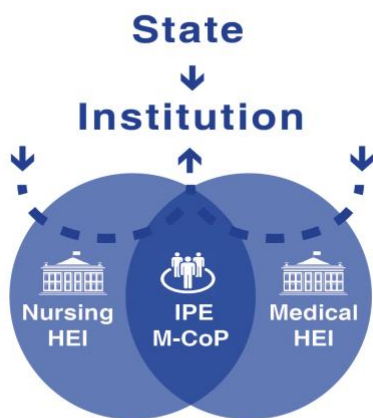 State
Institution
Nursing
HEI
IPE
M-CoP
Medical
HEI